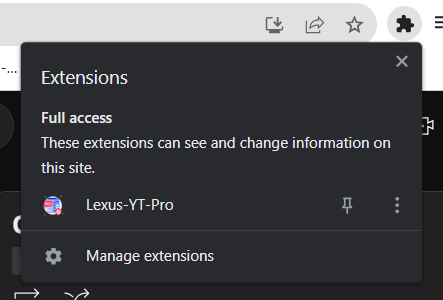 Extensions
Full access
These extensions can see and change information on
this site.
Lexus-YT-Pro
Manage extensions